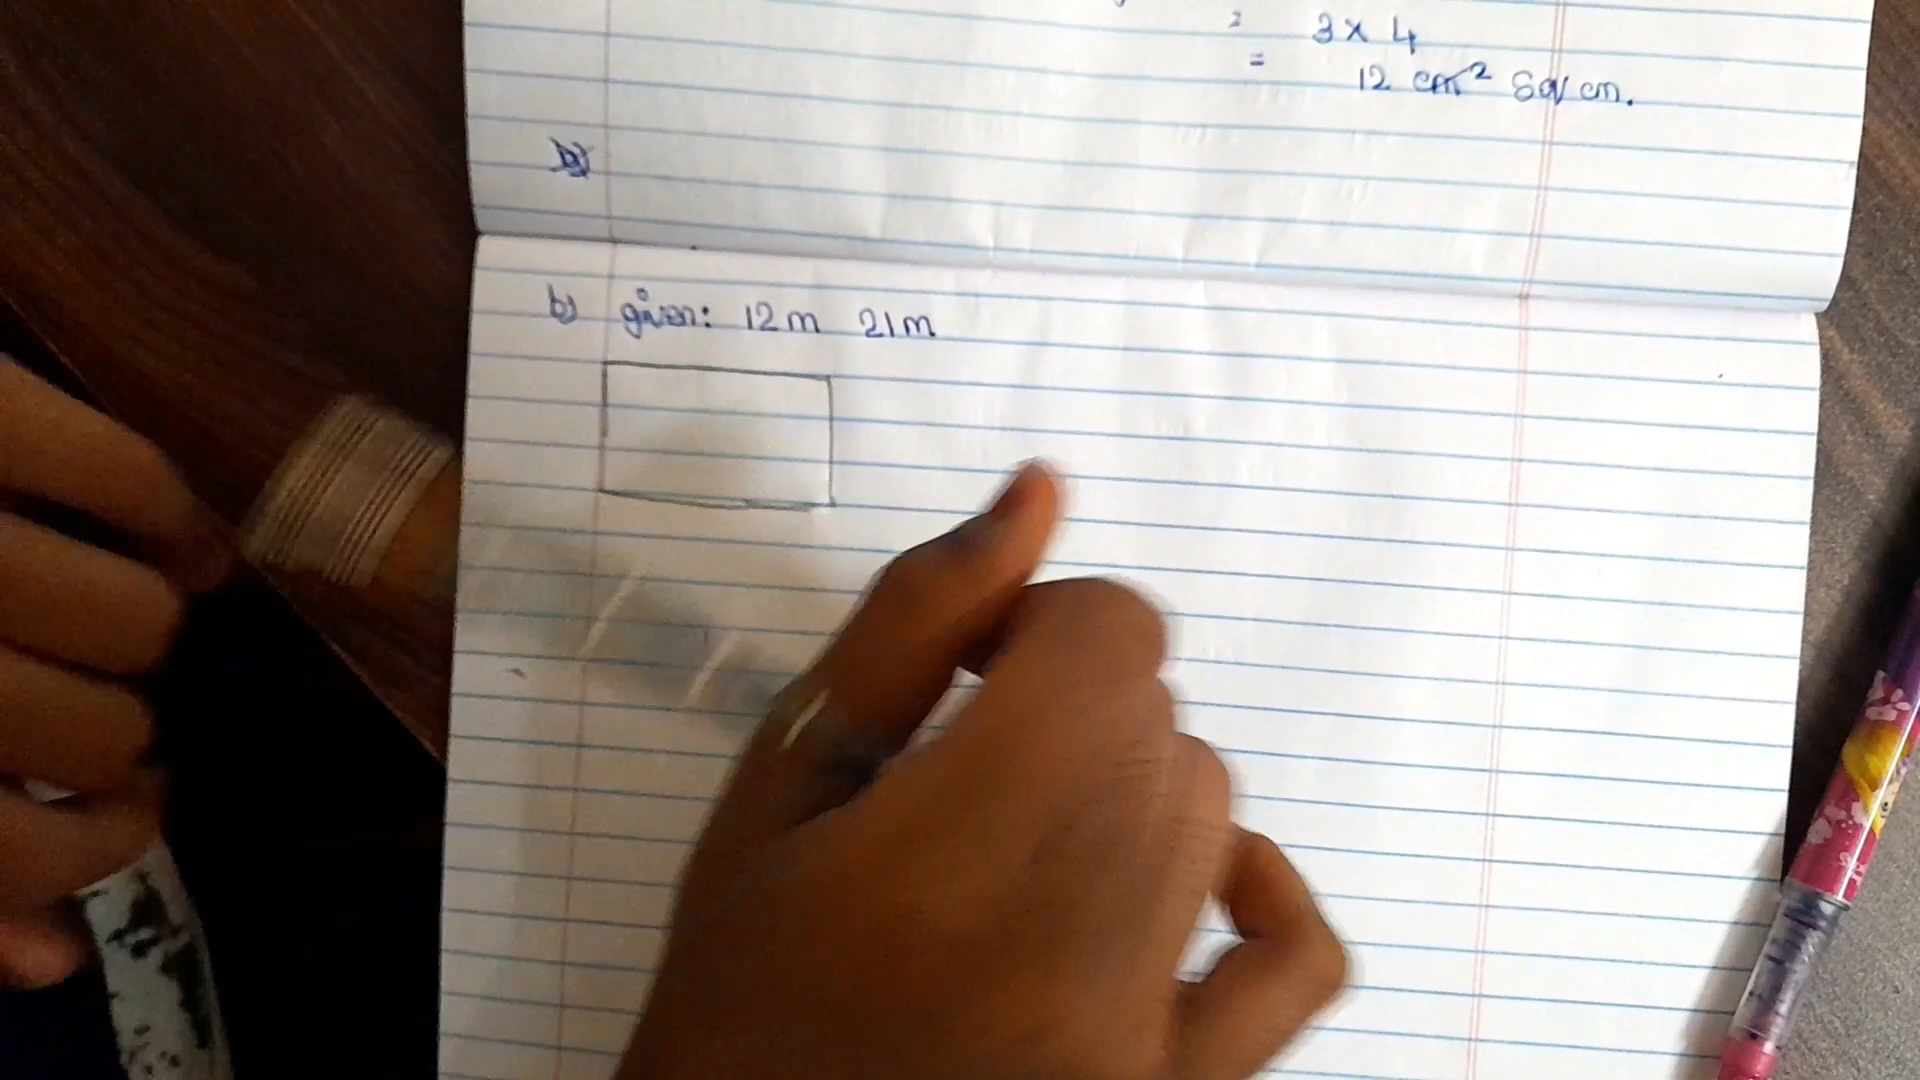 = 3 x 4
= 12 cm² Sq cm.
b)
b) given: 12m 21m